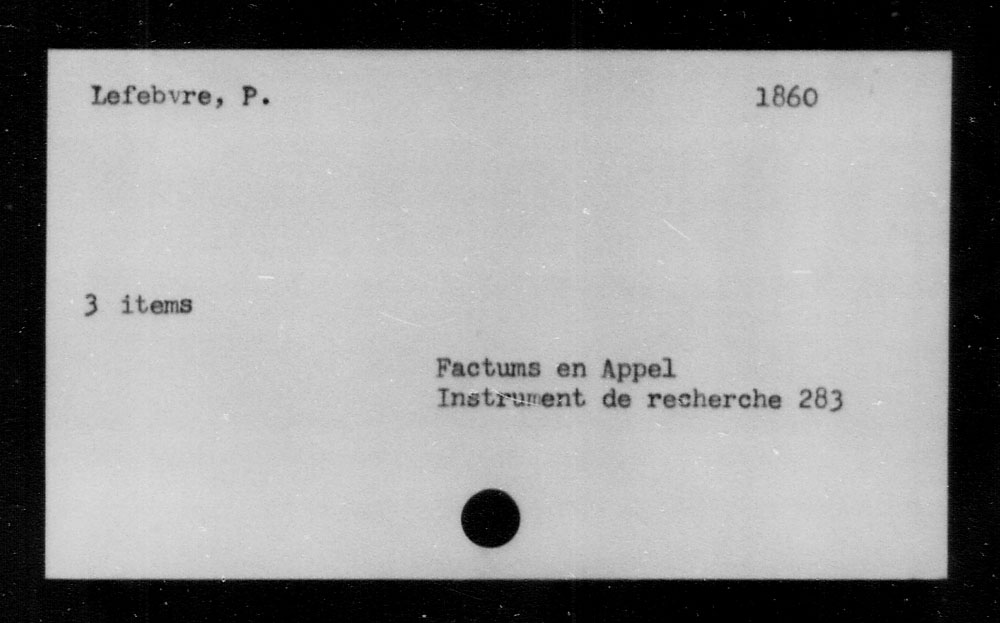 Lefebvre, P. 1860
3 items
Factums en Appel
Instrument de recherche 283